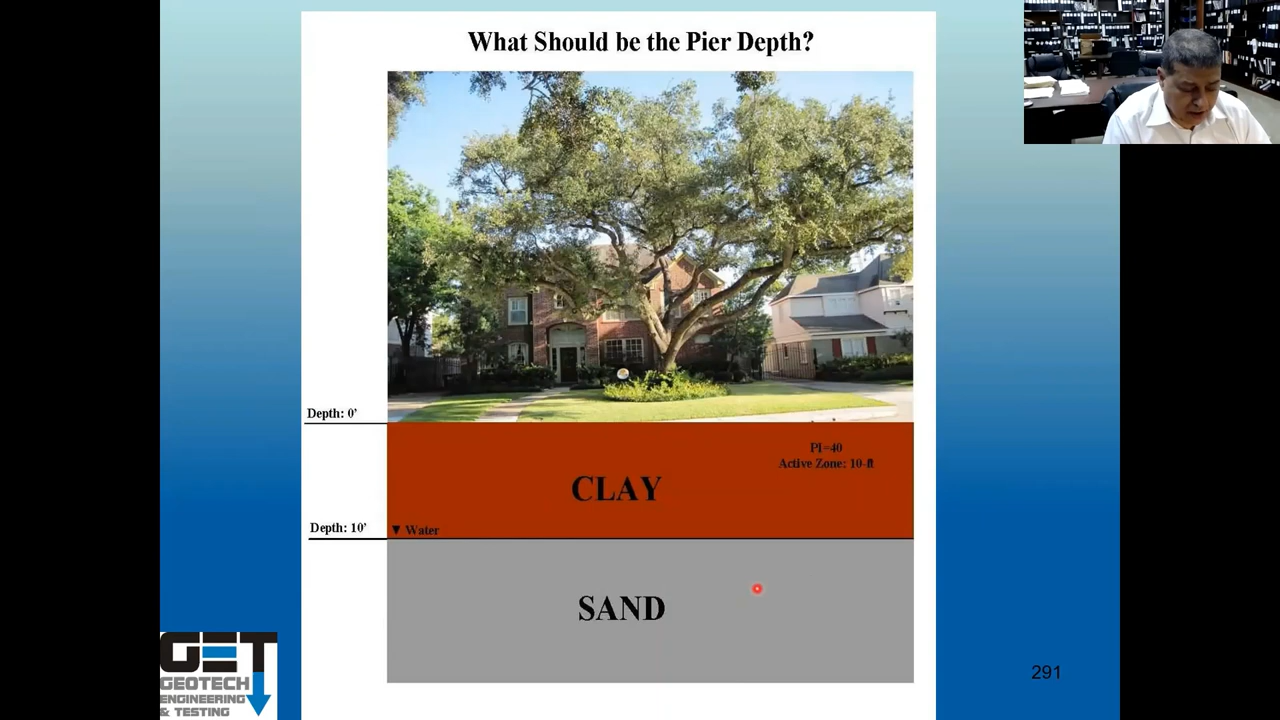 What Should be the Pier Depth?
Depth: 0’
PI=40
Active Zone: 10-ft
CLAY
Depth: 10’
▼ Water
SAND
GET
GEOTECH
ENGINEERING
& TESTING
291